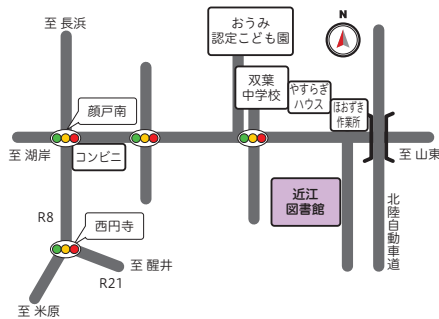 至 長浜
おうみ
認定こども園
N
顔戸南
双葉
中学校
やすらぎ
ハウス
ほおずき
作業所
至 湖岸
コンビニ
至 山東
近江
図書館
北陸自動車道
R8
西円寺
至 醒井
R21
至 米原